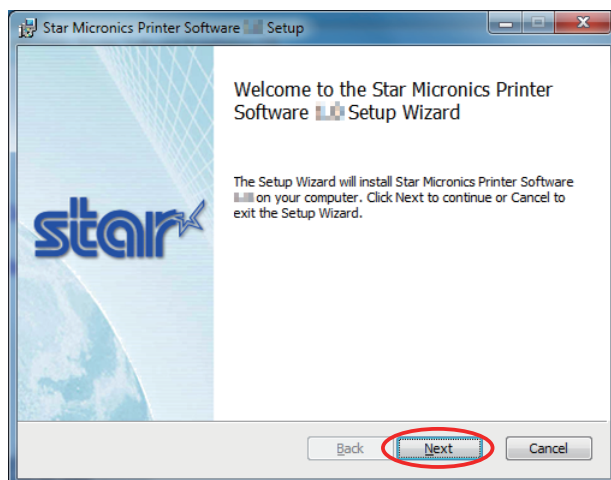 Star Micronics Printer Software Setup
Welcome to the Star Micronics Printer
Software Setup Wizard
The Setup Wizard will install Star Micronics Printer Software
on your computer. Click Next to continue or Cancel to
exit the Setup Wizard.
star
Back Next Cancel